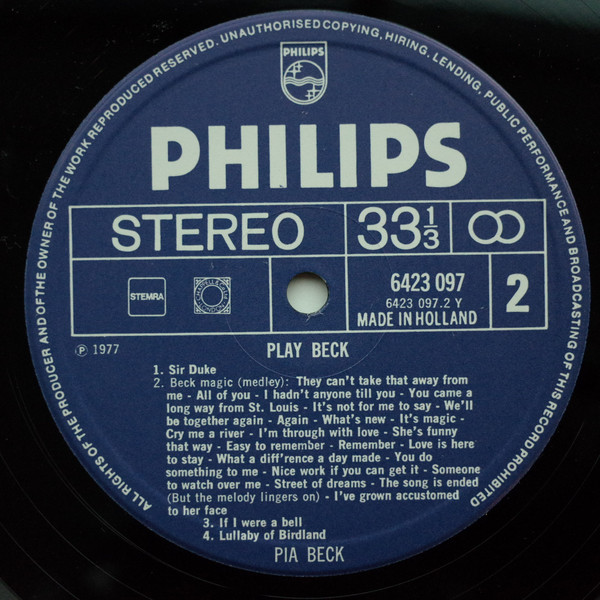 ALL RIGHTS OF THE PRODUCER AND OF THE OWNER OF THE WORK REPRODUCED RESERVED. UNAUTHORISED COPYING, HIRING, LENDING, PUBLIC PERFORMANCE AND BROADCASTING OF THIS RECORD PROHIBITED
PHILIPS
PHILIPS
STEREO
33 1/3
STEMRA
6423 097
6423 097.2 Y
MADE IN HOLLAND
2
Ⓟ 1977
PLAY BECK
1. Sir Duke
2. Beck magic (medley): They can't take that away from
me - All of you - I hadn't anyone till you - You came a
long way from St. Louis - It's not for me to say - We'll
be together again - Again - What's new - It's magic -
Cry me a river - I'm through with love - She's funny
that way - Easy to remember - Remember - Love is here
to stay - What a diff'rence a day made - You do
something to me - Nice work if you can get it - Someone
to watch over me - Street of dreams - The song is ended
(But the melody lingers on) - I've grown accustomed
to her face
3. If I were a bell
4. Lullaby of Birdland
PIA BECK